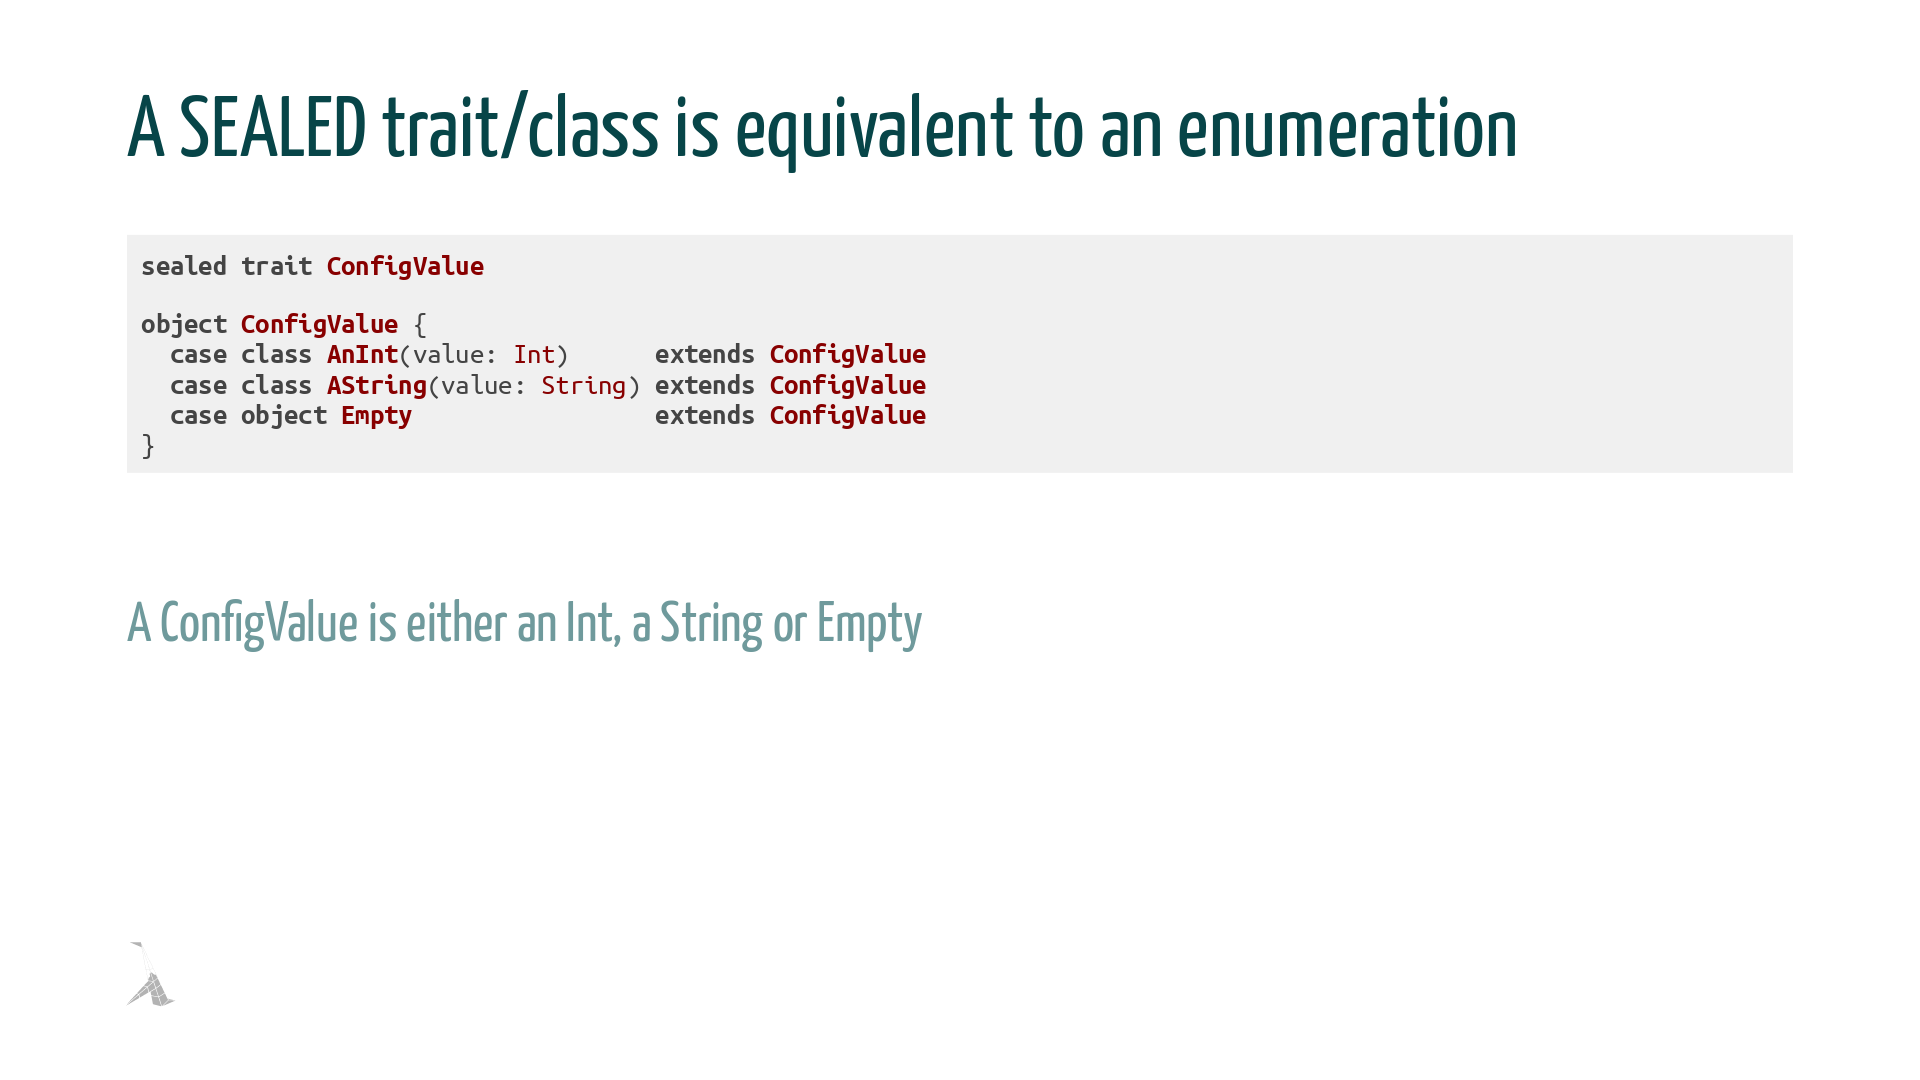 A SEALED trait/class is equivalent to an enumeration
sealed trait ConfigValue
object ConfigValue {
  case class AnInt(value: Int)      extends ConfigValue
  case class AString(value: String) extends ConfigValue
  case object Empty                 extends ConfigValue
}
A ConfigValue is either an Int, a String or Empty